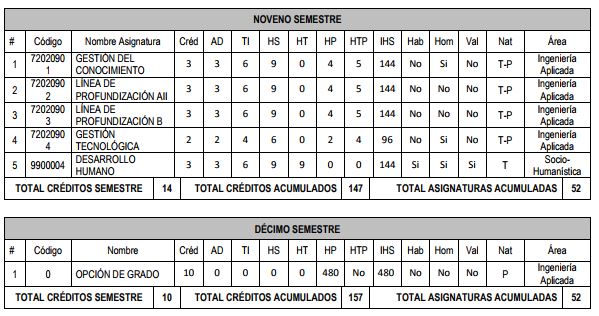 NOVENO SEMESTRE
# Código Nombre Asignatura Créd AD TI HS HT HP HTP IHS Hab Hom Val Nat Área
1 72020901 GESTIÓN DEL CONOCIMIENTO 3 3 6 9 0 4 5 144 No Si No T-P Ingeniería Aplicada
2 72020902 LÍNEA DE PROFUNDIZACIÓN AII 3 3 6 9 0 4 5 144 No No No T-P Ingeniería Aplicada
3 72020903 LÍNEA DE PROFUNDIZACIÓN B 3 3 6 9 0 4 5 144 No No No T-P Ingeniería Aplicada
4 72020904 GESTIÓN TECNOLÓGICA 2 2 4 6 0 2 4 96 No Si No T-P Ingeniería Aplicada
5 9900004 DESARROLLO HUMANO 3 3 6 9 9 0 0 144 Si Si Si T Socio-Humanística
TOTAL CRÉDITOS SEMESTRE 14 TOTAL CRÉDITOS ACUMULADOS 147 TOTAL ASIGNATURAS ACUMULADAS 52
DÉCIMO SEMESTRE
# Código Nombre Créd AD TI HS HT HP HTP IHS Hab Hom Val Nat Área
1 0 OPCIÓN DE GRADO 10 0 0 0 0 480 No 480 No No No P Ingeniería Aplicada
TOTAL CRÉDITOS SEMESTRE 10 TOTAL CRÉDITOS ACUMULADOS 157 TOTAL ASIGNATURAS ACUMULADAS 52